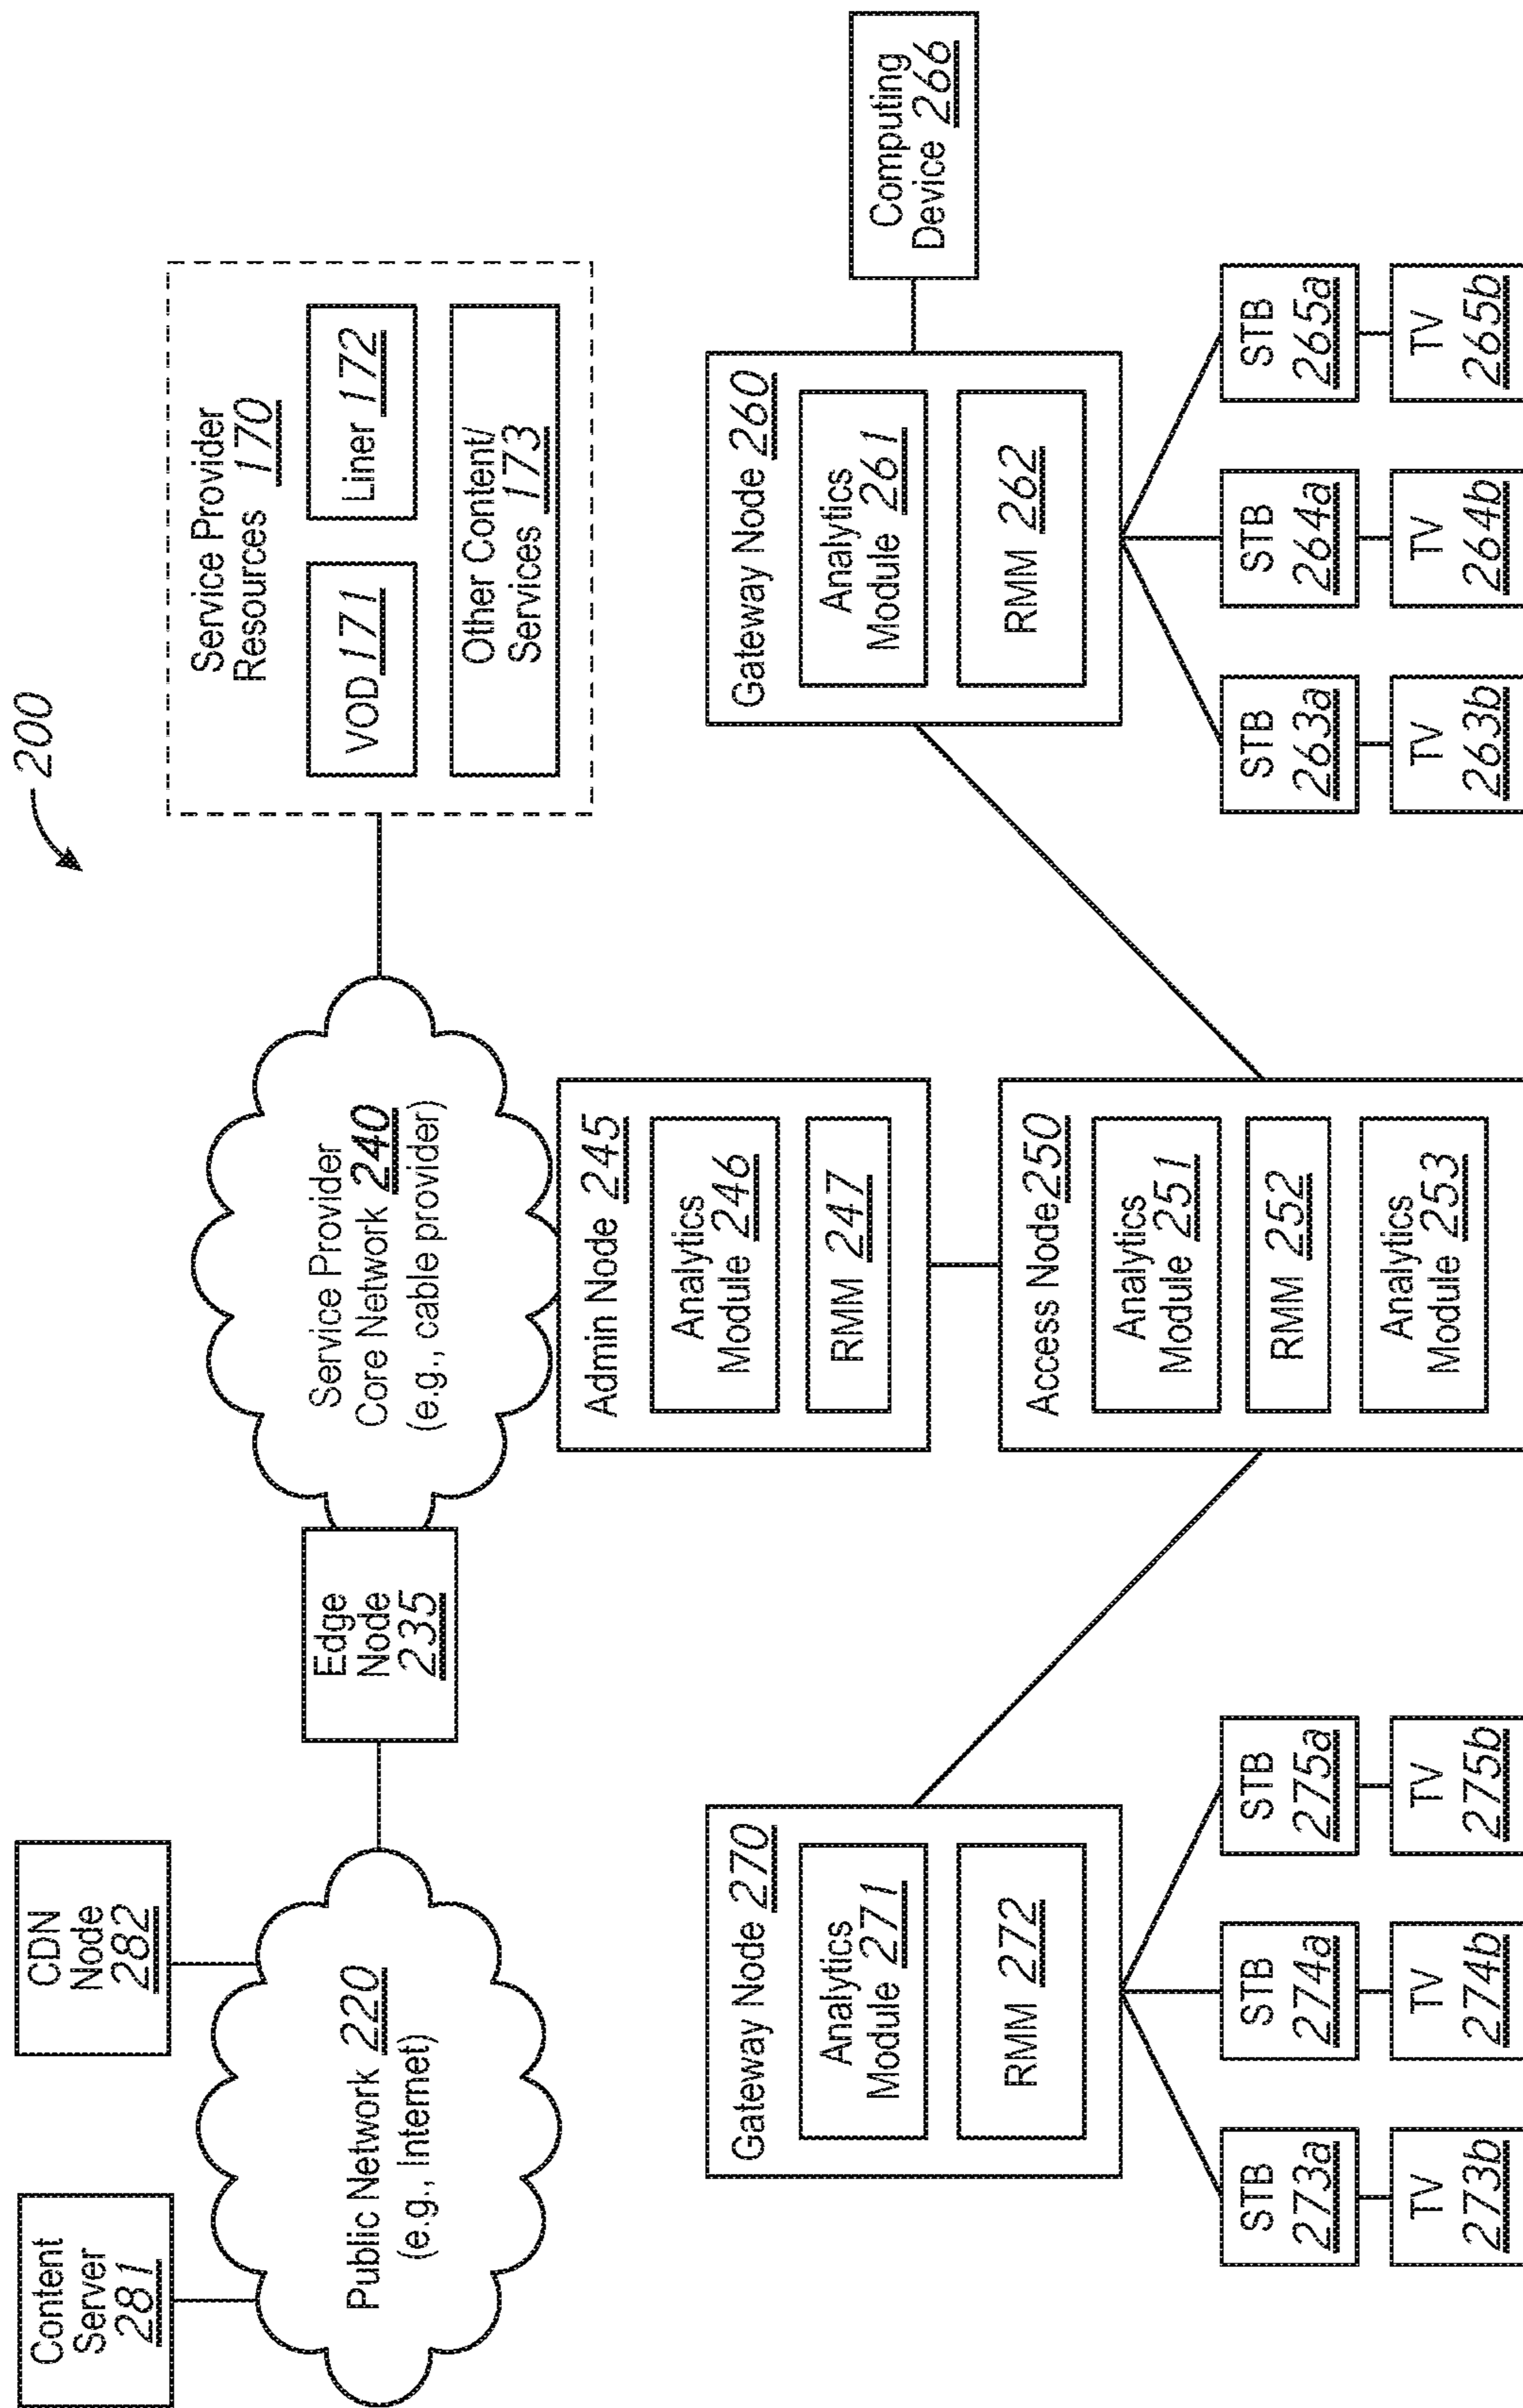 200
Content
Server
281
CDN
Node
282
Public Network 220
(e.g., Internet)
Edge
Node
235
Service Provider
Core Network 240
(e.g., cable provider)
Service Provider
Resources 170
VOD 171
Liner 172
Other Content/
Services 173
Admin Node 245
Analytics
Module 246
RMM 247
Access Node 250
Analytics
Module 251
RMM 252
Analytics
Module 253
Gateway Node 270
Analytics
Module 271
RMM 272
STB
273a
STB
274a
STB
275a
TV
273b
TV
274b
TV
275b
Gateway Node 260
Analytics
Module 261
RMM 262
Computing
Device 266
STB
263a
STB
264a
STB
265a
TV
263b
TV
264b
TV
265b